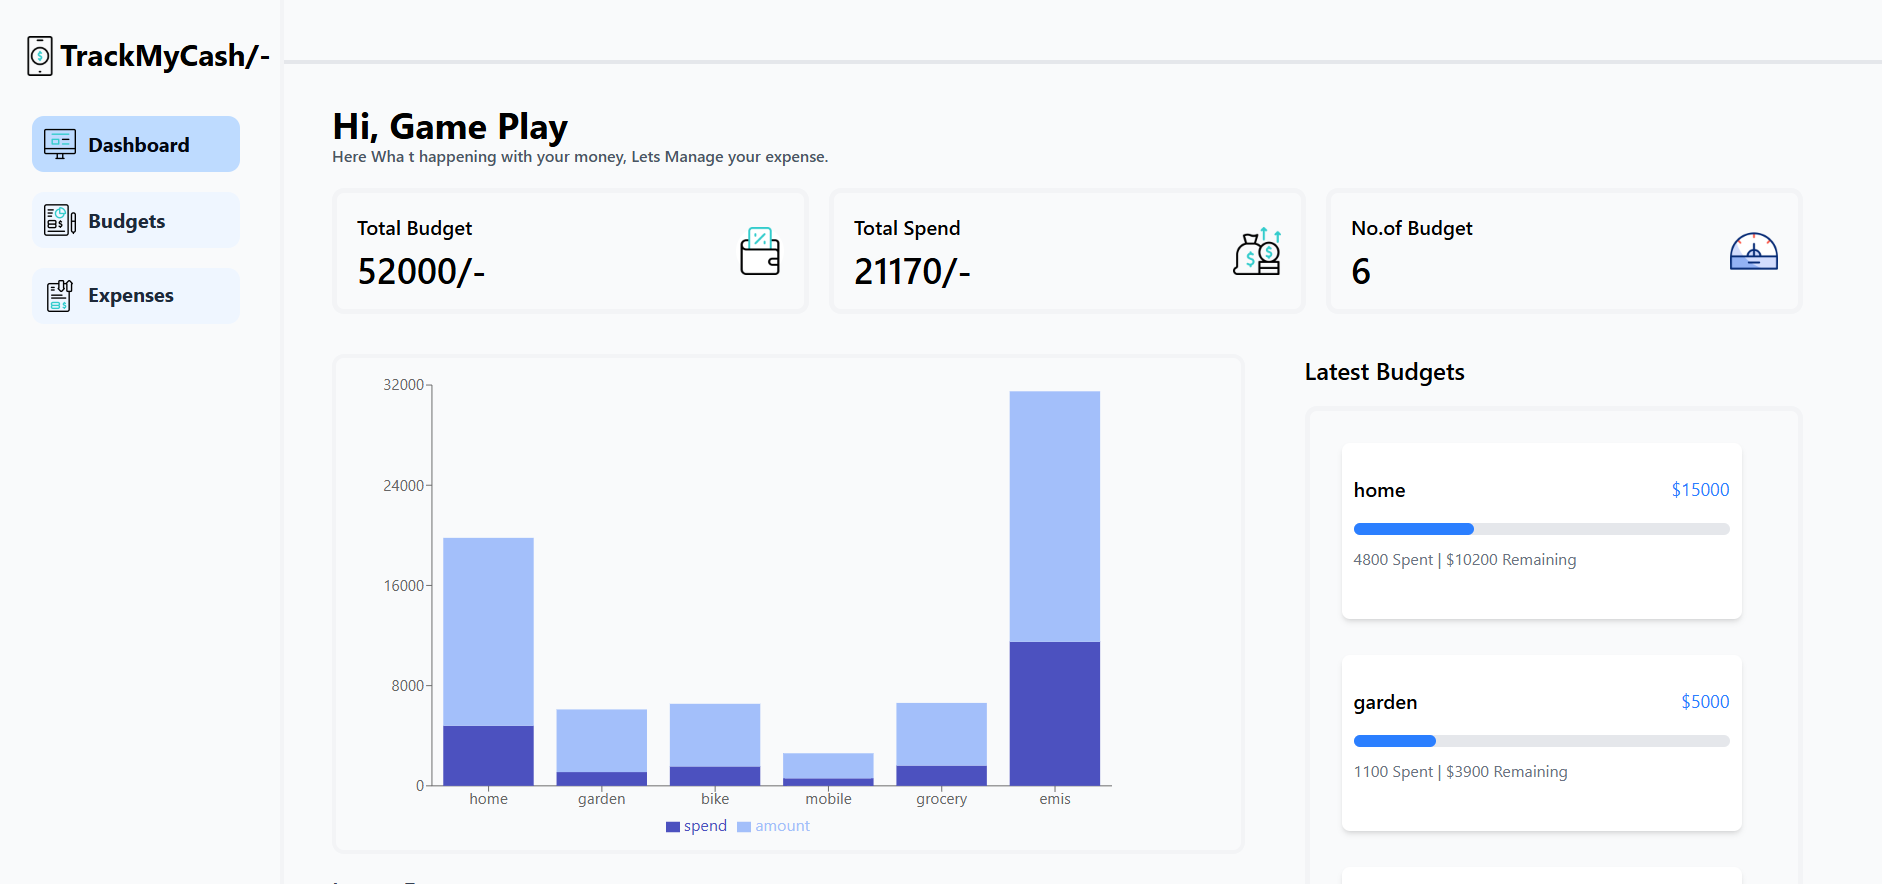 TrackMyCash/-
Dashboard
Budgets
Expenses
Hi, Game Play
Here Wha t happening with your money, Lets Manage your expense.
Total Budget
52000/-
Total Spend
21170/-
No.of Budget
6
32000
24000
16000
8000
0
home garden bike mobile grocery emis
spend amount
Latest Budgets
home $15000
4800 Spent | $10200 Remaining
garden $5000
1100 Spent | $3900 Remaining